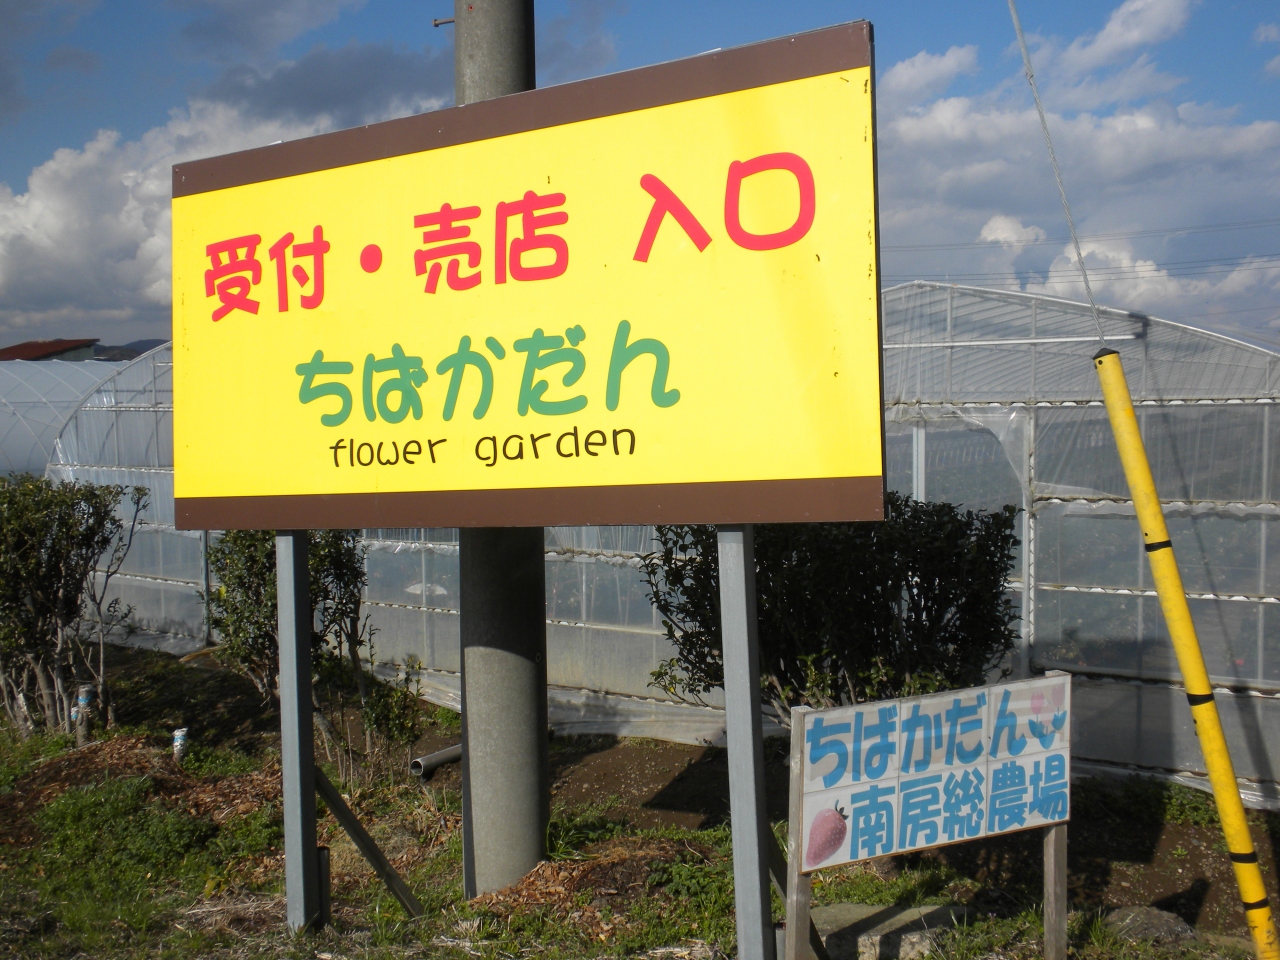 受付・売店 入口
ちばかだん
flower garden
ちばかだん
南房総農場